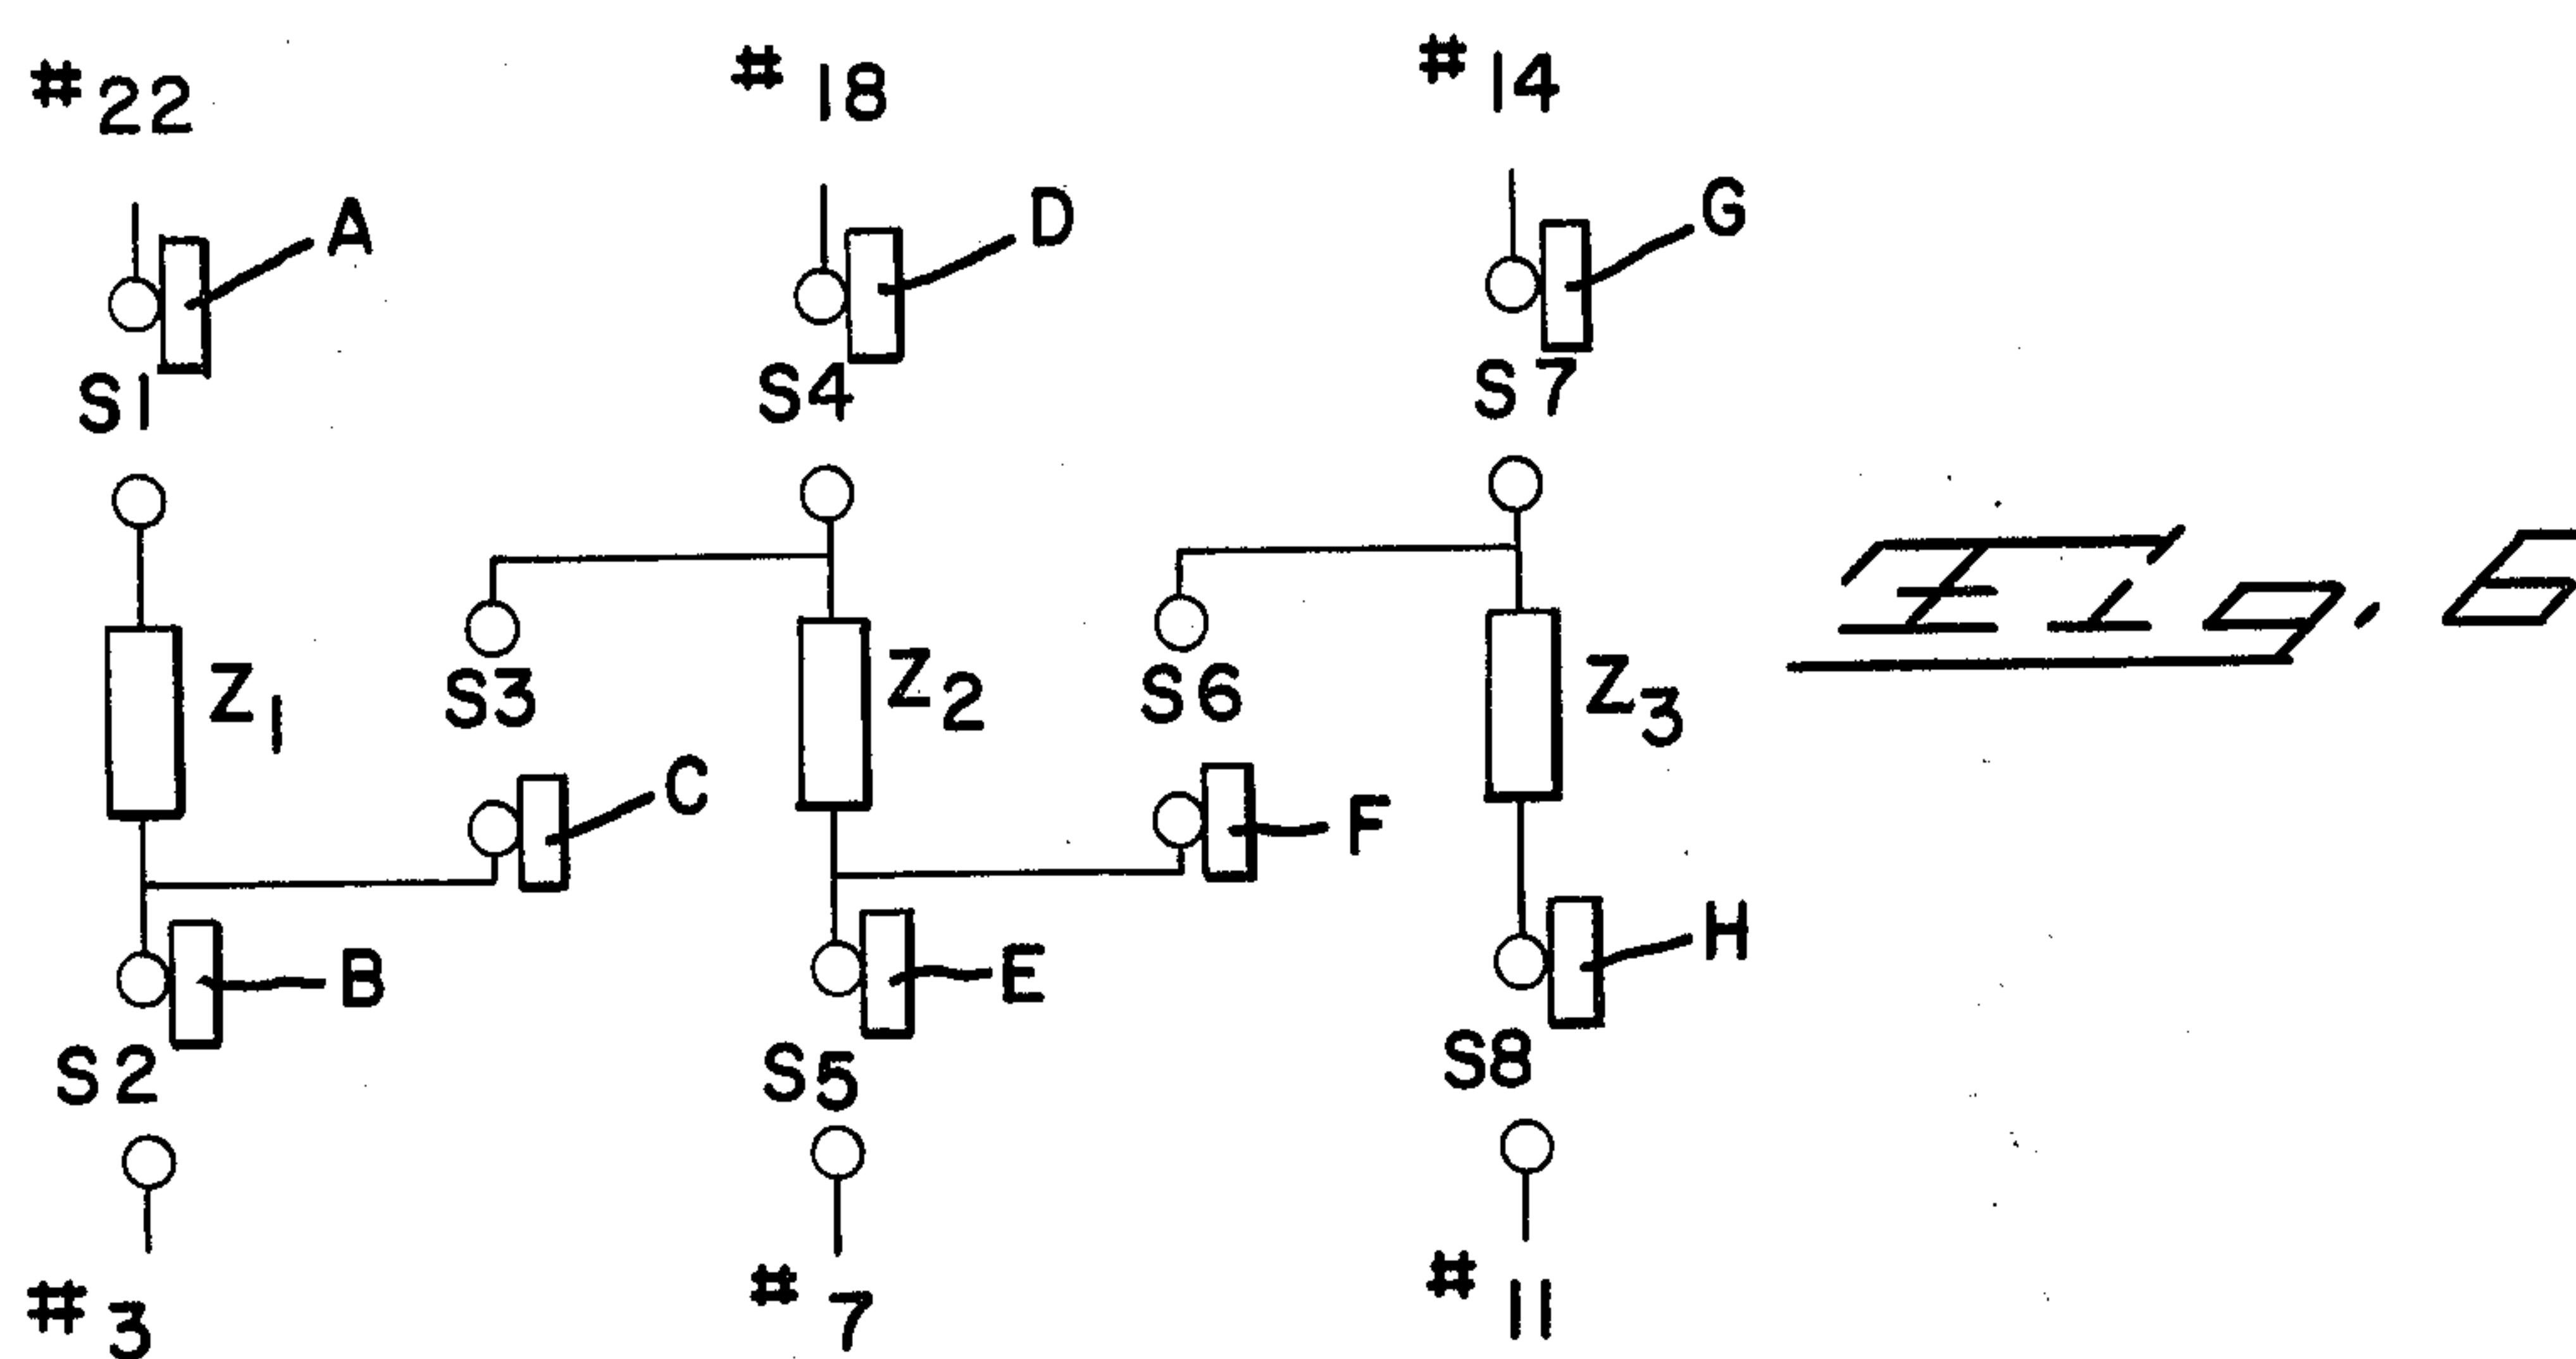 #22 #18 #14
A D G
S1 S4 S7
Z1 S3 Z2 S6 Z3
C F
B E H
S2 S5 S8
#3 #7 #11
Fig. 6